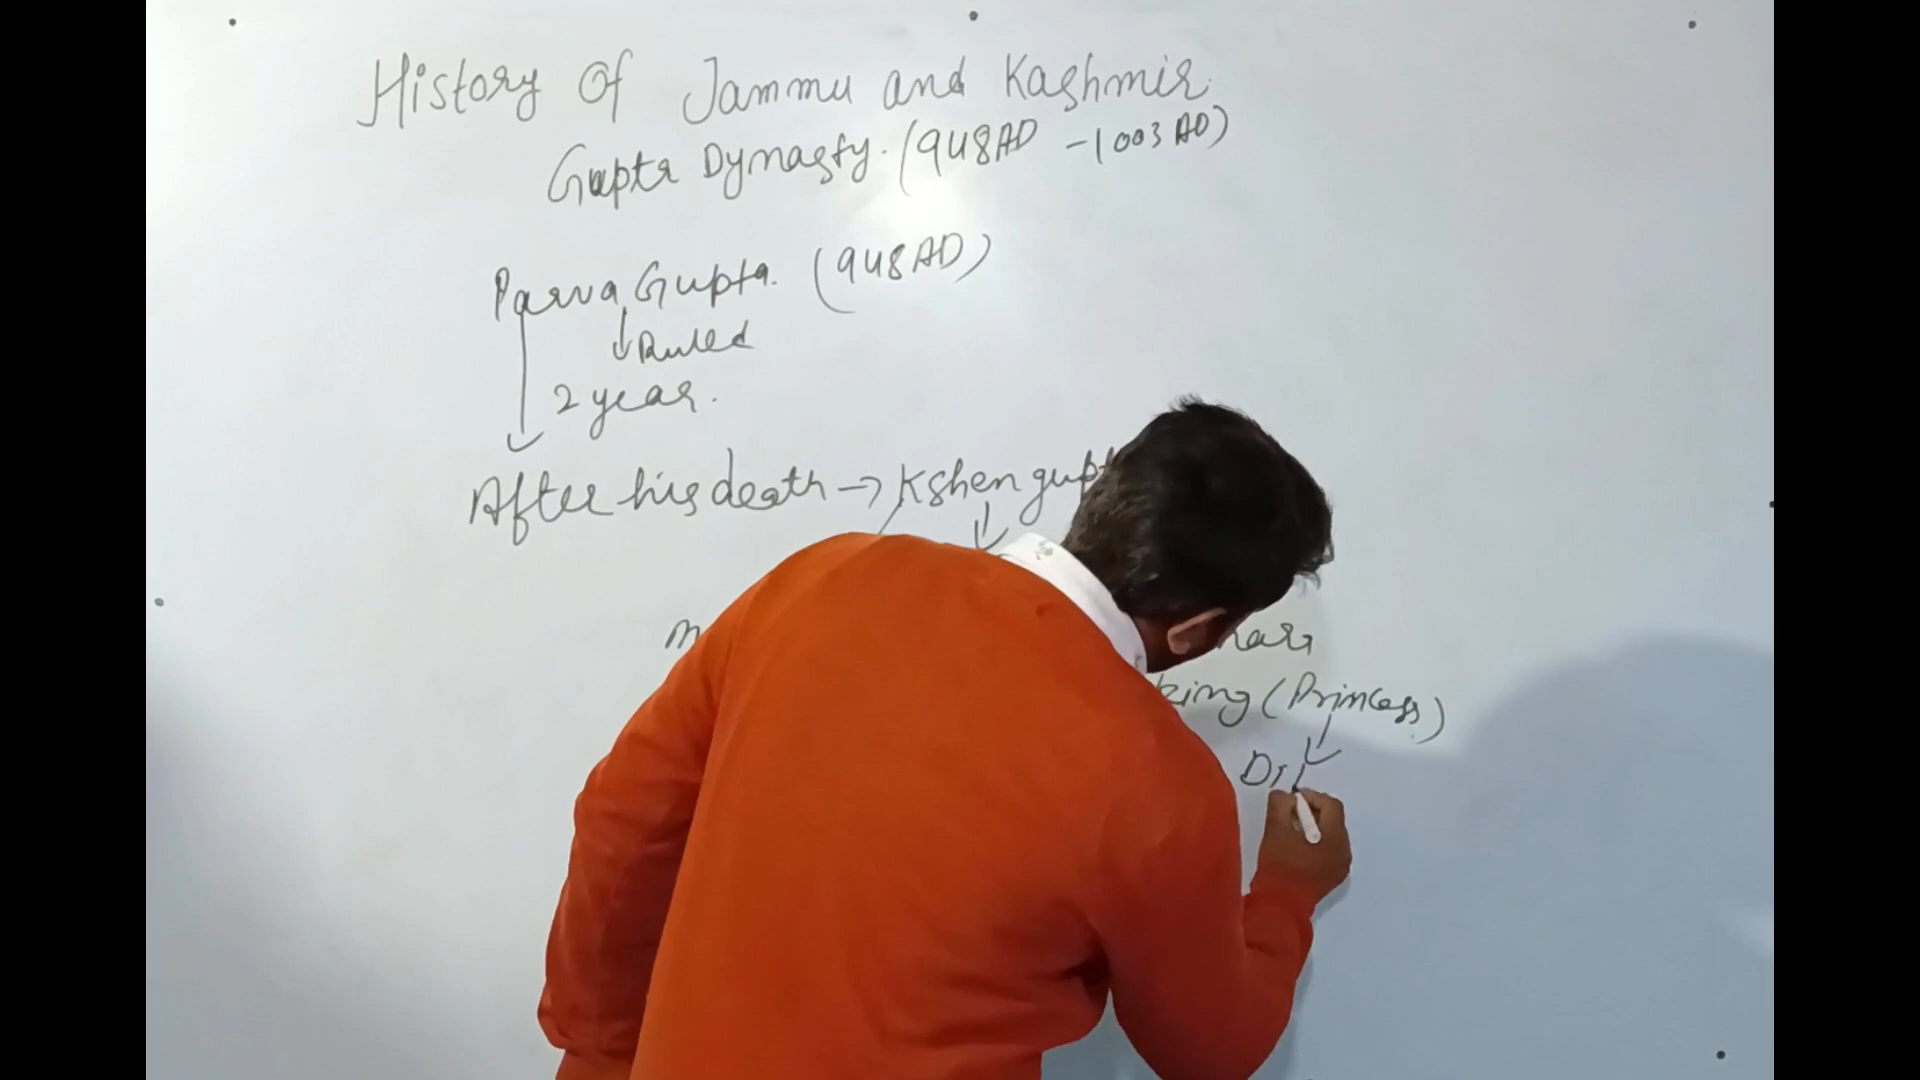 History Of Jammu and Kashmir
Gupta Dynasty. (948AD - 1003 AD)
Parva Gupta. (948AD)
Ruled
2 year.
After his death → Kshen gupt
king (Princess)